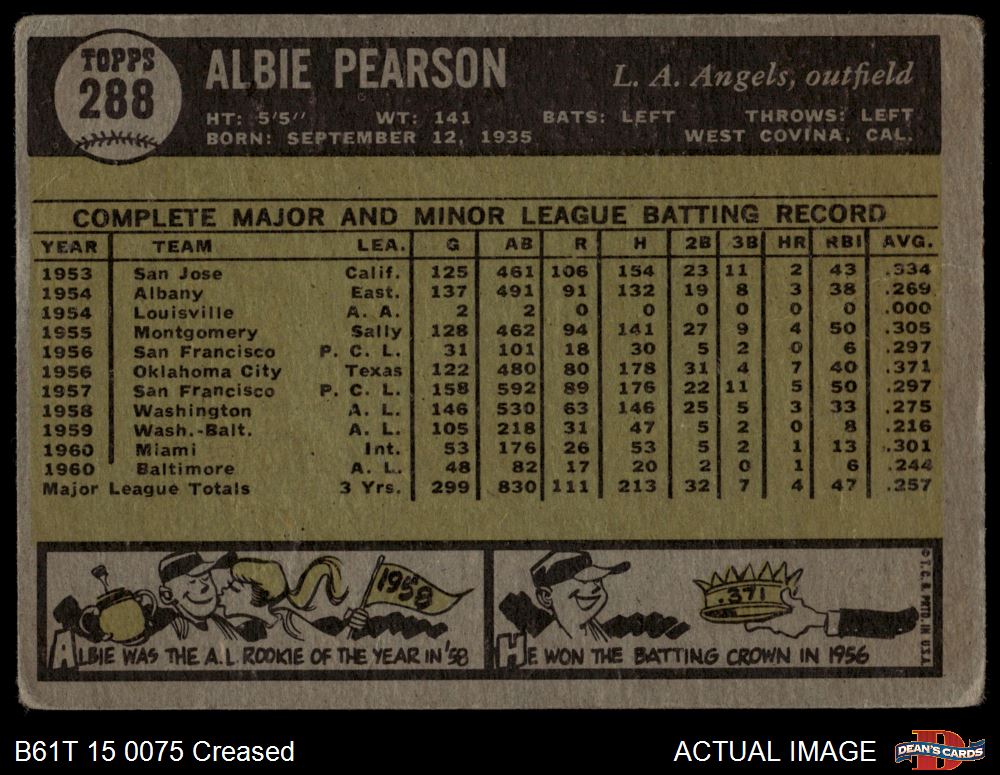 TOPPS
288
ALBIE PEARSON
L. A. Angels, outfield
HT: 5'5" WT: 141 BATS: LEFT THROWS: LEFT
BORN: SEPTEMBER 12, 1935 WEST COVINA, CAL.
COMPLETE MAJOR AND MINOR LEAGUE BATTING RECORD
YEAR TEAM LEA. G AB R H 2B 3B HR RBI AVG.
1953 San Jose Calif. 125 461 106 154 23 11 2 43 .334
1954 Albany East. 137 491 91 132 19 8 3 38 .269
1954 Louisville A. A. 2 2 0 0 0 0 0 0 .000
1955 Montgomery Sally 128 462 94 141 27 9 4 50 .305
1956 San Francisco P. C. L. 31 101 18 30 5 2 0 6 .297
1956 Oklahoma City Texas 122 480 80 178 31 4 7 40 .371
1957 San Francisco P. C. L. 158 592 89 176 22 11 5 50 .297
1958 Washington A. L. 146 530 63 146 25 5 3 33 .275
1959 Wash.-Balt. A. L. 105 218 31 47 5 2 0 8 .216
1960 Miami Int. 53 176 26 53 5 2 1 13 .301
1960 Baltimore A. L. 48 82 17 20 2 0 1 6 .244
Major League Totals 3 Yrs. 299 830 111 213 32 7 4 47 .257
1958
ALBIE WAS THE A.L. ROOKIE OF THE YEAR IN '58
.371
HE WON THE BATTING CROWN IN 1956
© T.C.G. PRTD. IN U.S.A.
B61T 15 0075 Creased
ACTUAL IMAGE
DEAN'S CARDS